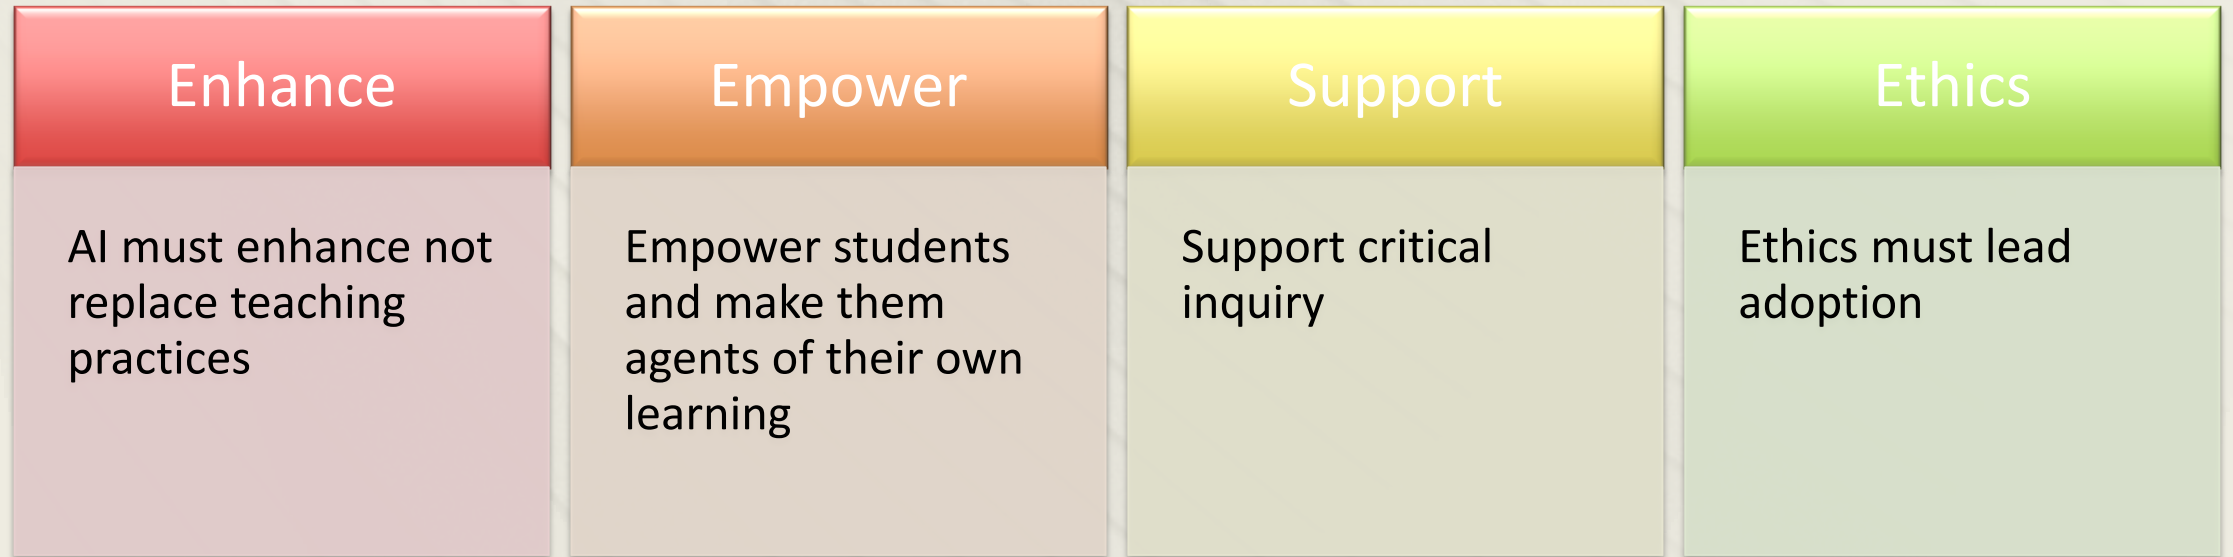 Enhance
AI must enhance not
replace teaching
practices
Empower
Empower students
and make them
agents of their own
learning
Support
Support critical
inquiry
Ethics
Ethics must lead
adoption